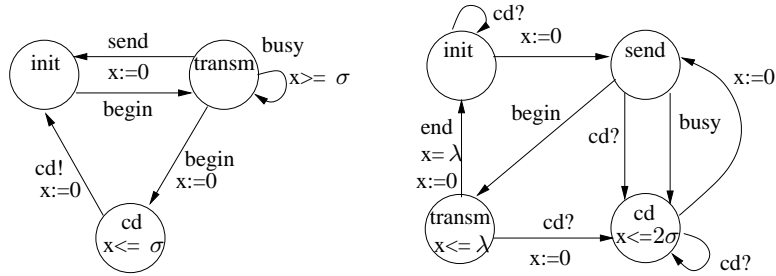 send
init
x:=0
transm
busy
x>= σ
begin
begin
x:=0
cd!
x:=0
cd
x<= σ
cd?
init
x:=0
send
x:=0
end
x= λ
x:=0
begin
cd?
busy
transm
x<= λ
cd?
x:=0
cd
x<=2σ
cd?